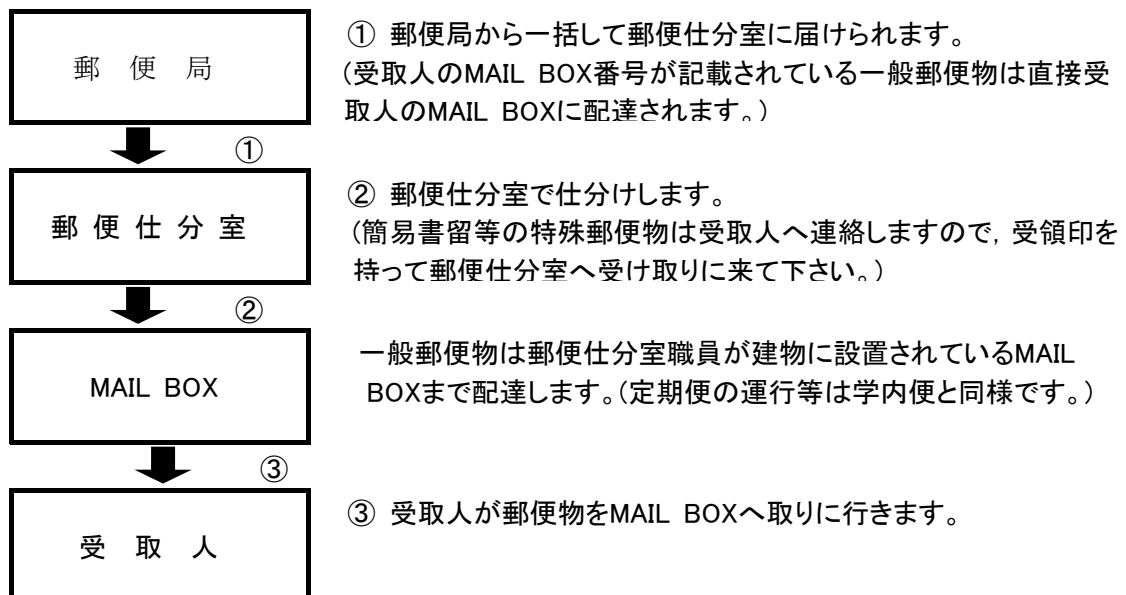 郵 便 局
① 郵便局から一括して郵便仕分室に届けられます。
(受取人のMAIL BOX番号が記載されている一般郵便物は直接受
取人のMAIL BOXに配達されます。)
①
郵 便 仕 分 室
② 郵便仕分室で仕分けします。
(簡易書留等の特殊郵便物は受取人へ連絡しますので, 受領印を
持って郵便仕分室へ受け取りに来て下さい。)
②
MAIL BOX
一般郵便物は郵便仕分室職員が建物に設置されているMAIL
BOXまで配達します。(定期便の運行等は学内便と同様です。)
③
受 取 人
③ 受取人が郵便物をMAIL BOXへ取りに行きます。